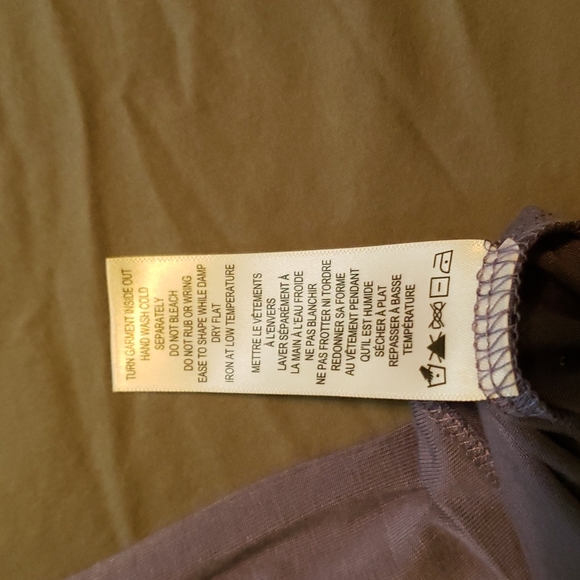 TURN GARMENT INSIDE OUT
HAND WASH COLD
SEPARATELY
DO NOT BLEACH
DO NOT RUB OR WRING
EASE TO SHAPE WHILE DAMP
DRY FLAT
IRON AT LOW TEMPERATURE
METTRE LE VÊTEMENTS
À L'ENVERS
LAVER SÉPARÉMENT À
LA MAIN À L'EAU FROIDE
NE PAS BLANCHIR
NE PAS FROTTER NI TORDRE
REDONNER SA FORME
AU VÊTEMENT PENDANT
QU'IL EST HUMIDE
SÉCHER À PLAT
REPASSER À BASSE
TEMPÉRATURE